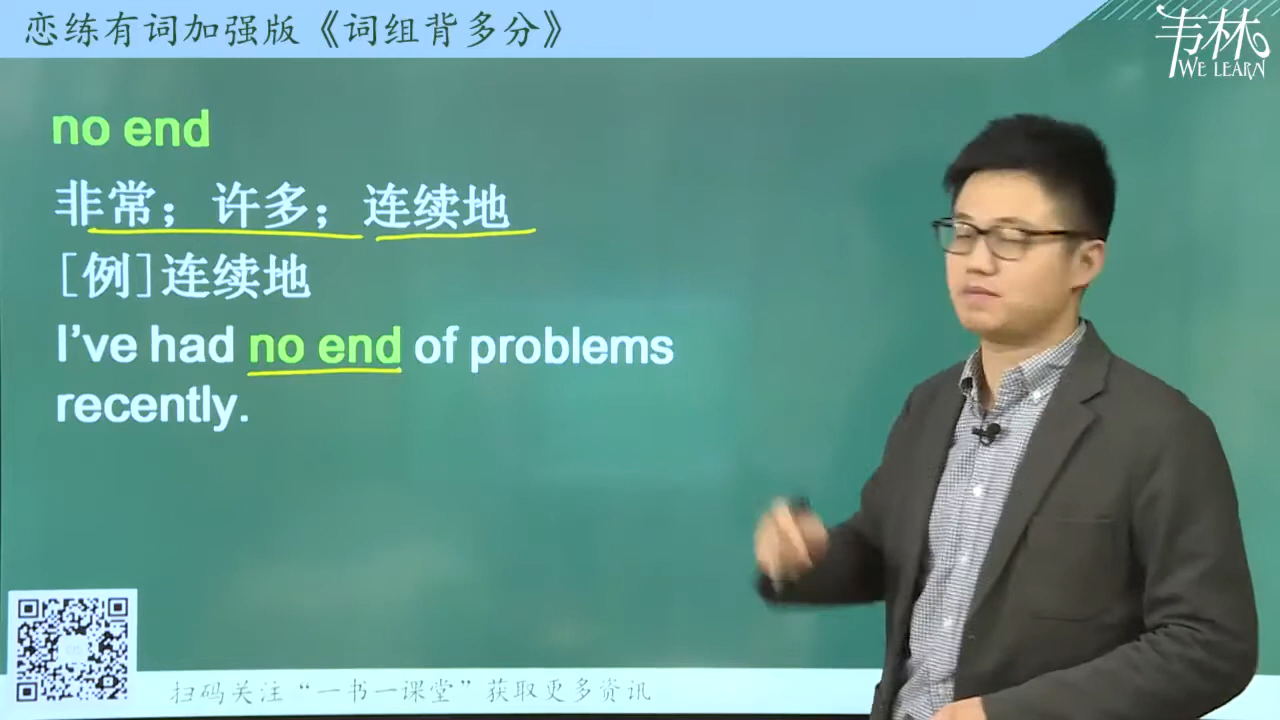 恋练有词加强版《词组背多分》
韦林
WE LEARN
no end
非常；许多；连续地
[例]连续地
I've had no end of problems
recently.
扫码关注“一书一课堂”获取更多资讯